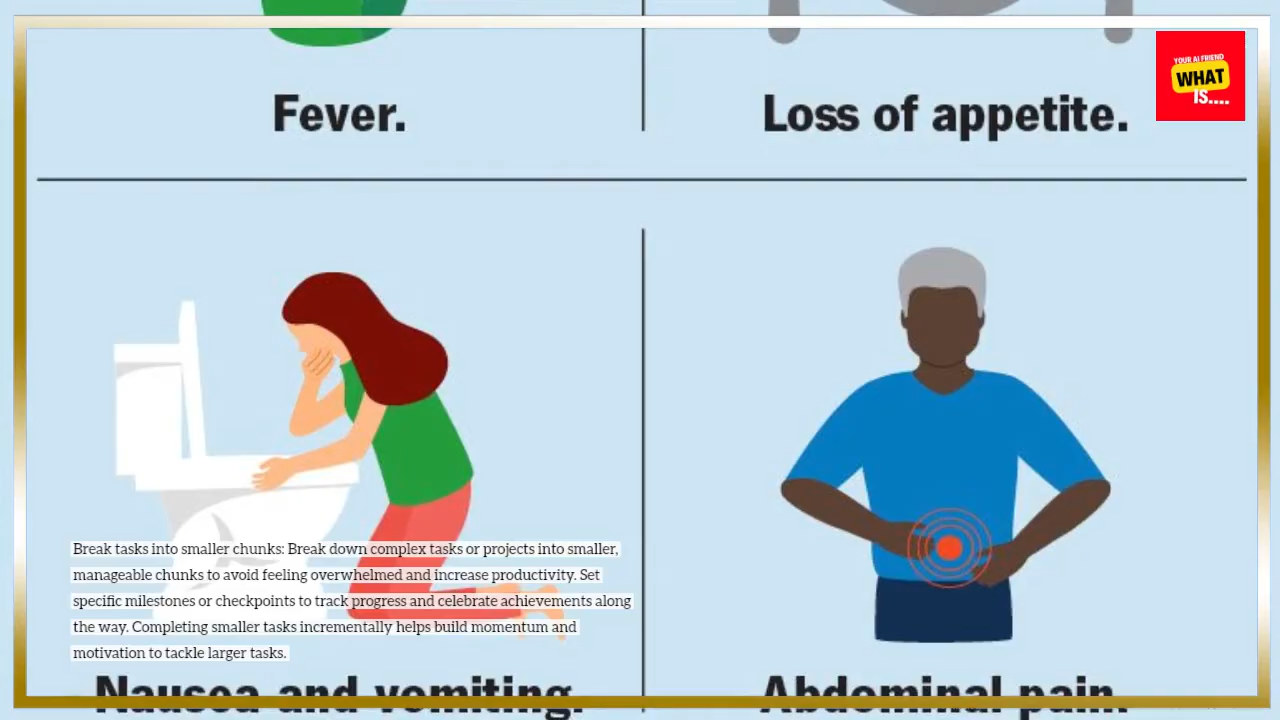 Fever.
Loss of appetite.
YOUR AI FRIEND
WHAT
IS....
Break tasks into smaller chunks: Break down complex tasks or projects into smaller,
manageable chunks to avoid feeling overwhelmed and increase productivity. Set
specific milestones or checkpoints to track progress and celebrate achievements along
the way. Completing smaller tasks incrementally helps build momentum and
motivation to tackle larger tasks.
Nausea and vomiting.
Abdominal pain.